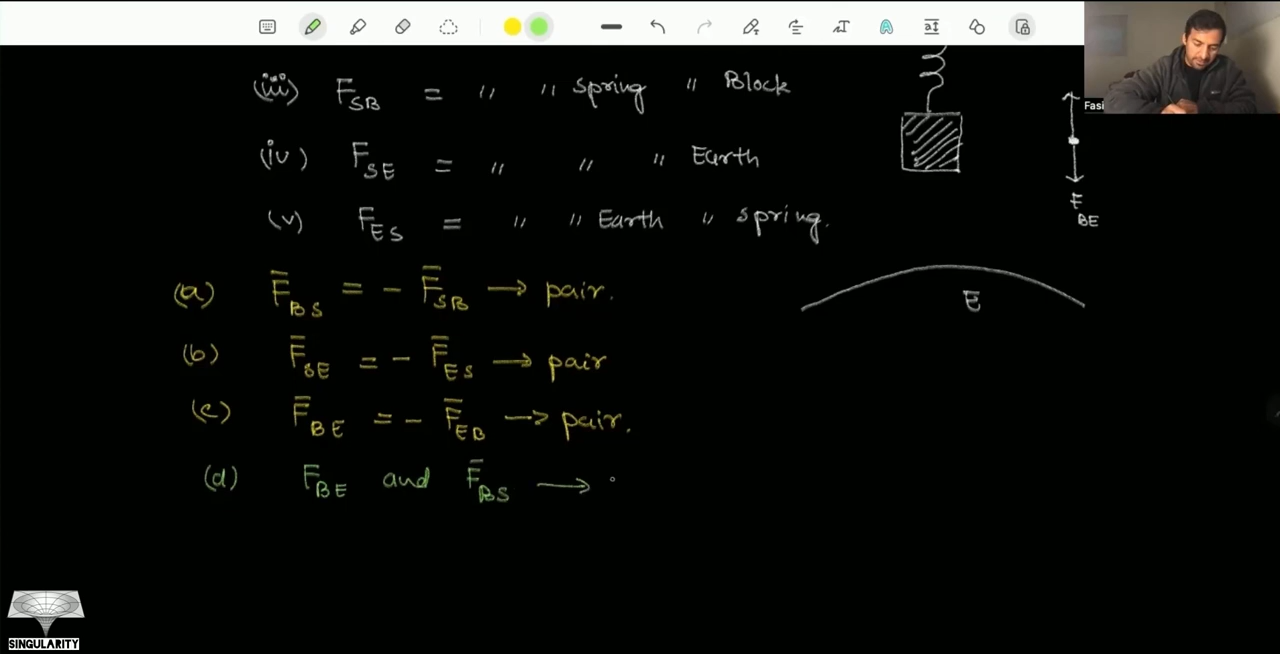 (iii) F_SB = " " spring " Block
(iv) F_SE = " " " Earth
(v) F_ES = " " Earth " spring.
(a) F̅_BS = - F̅_SB → pair.
(b) F̅_SE = - F̅_ES → pair
(c) F̅_BE = - F̅_EB → pair.
(d) F_BE and F̅_BS →
F_BE
E
Fasi
SINGULARITY